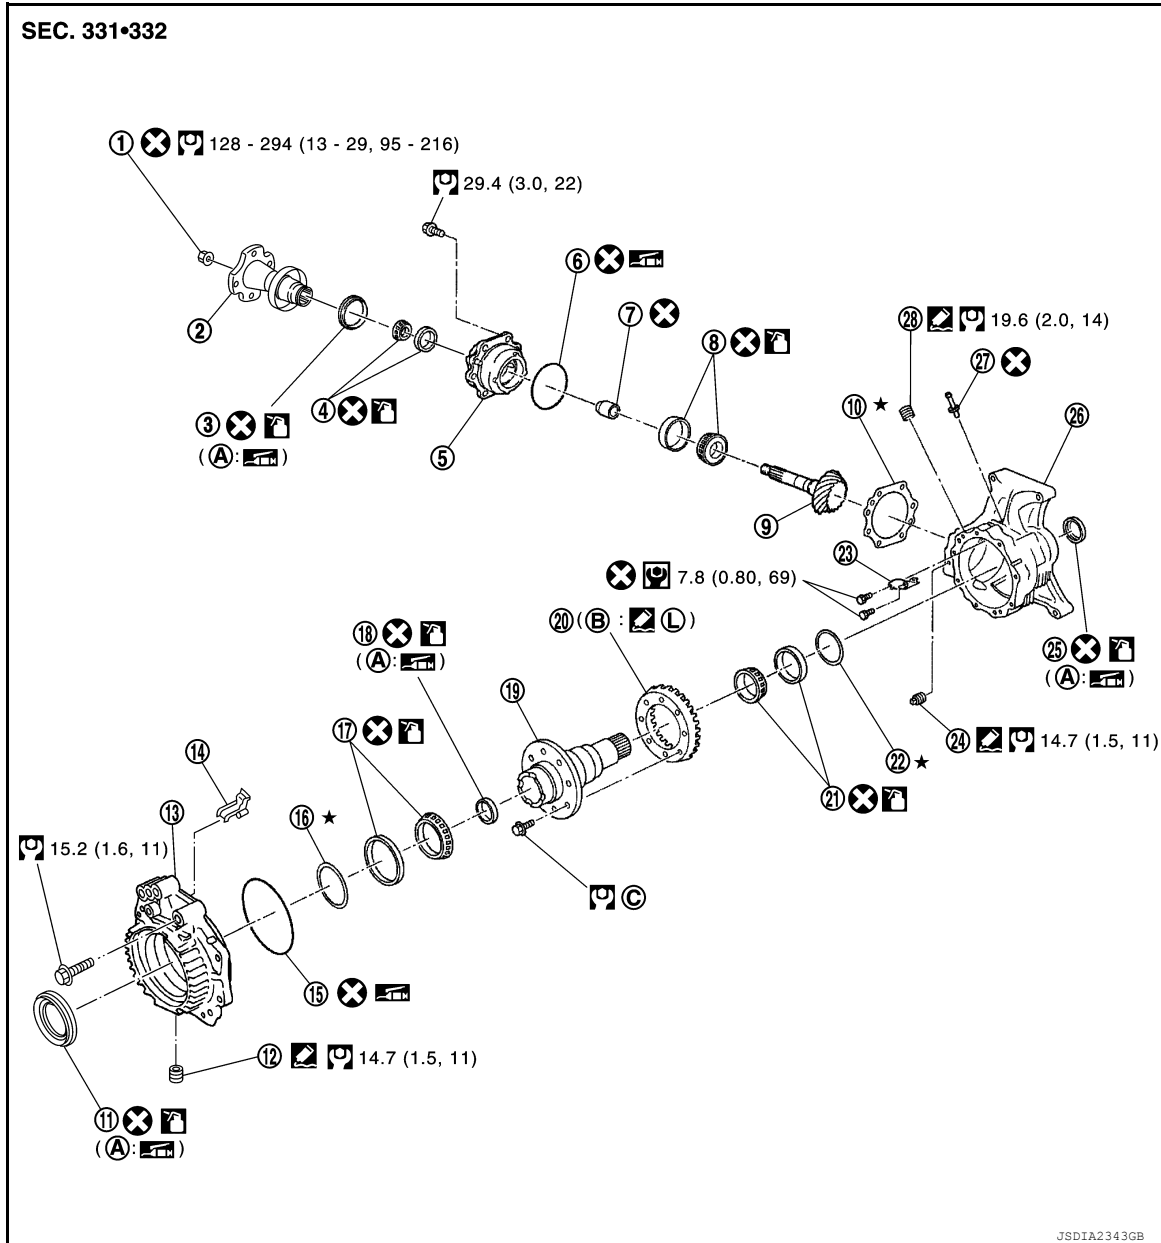 SEC. 331•332
1 128 - 294 (13 - 29, 95 - 216)
29.4 (3.0, 22)
2
3
(A: )
4
5
6
7
8
9
10 ★
28 19.6 (2.0, 14)
27
26
23
7.8 (0.80, 69)
25
(A: )
24 14.7 (1.5, 11)
22 ★
21
20 (B : L)
19
18
(A: )
17
16 ★
C
14
13
15.2 (1.6, 11)
15
12 14.7 (1.5, 11)
11
(A: )
JSDIA2343GB